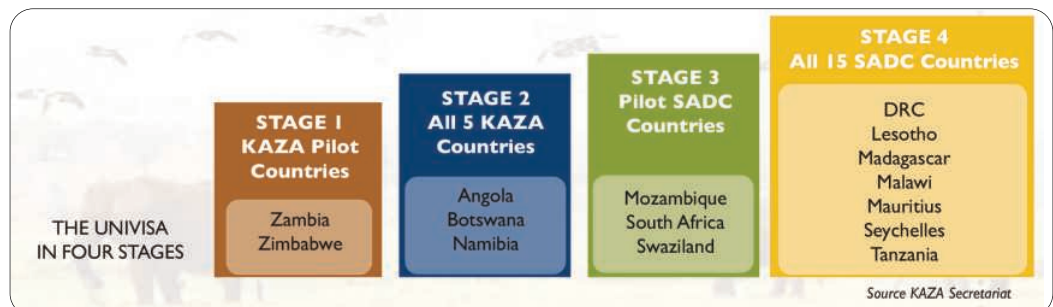 THE UNIVISA
IN FOUR STAGES
STAGE 1
KAZA Pilot
Countries
Zambia
Zimbabwe
STAGE 2
All 5 KAZA
Countries
Angola
Botswana
Namibia
STAGE 3
Pilot SADC
Countries
Mozambique
South Africa
Swaziland
STAGE 4
All 15 SADC Countries
DRC
Lesotho
Madagascar
Malawi
Mauritius
Seychelles
Tanzania
Source KAZA Secretariat